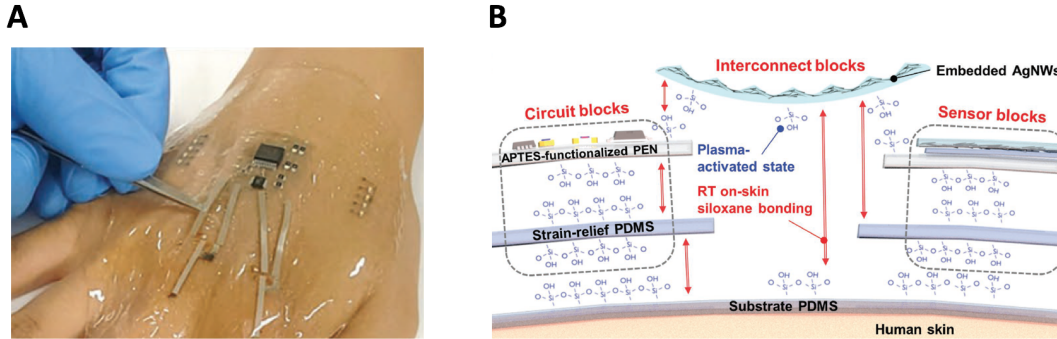 A
B
Interconnect blocks
Embedded AgNWs
Circuit blocks
Sensor blocks
APTES-functionalized PEN
Plasma-
activated state
RT on-skin
siloxane bonding
Strain-relief PDMS
Substrate PDMS
Human skin